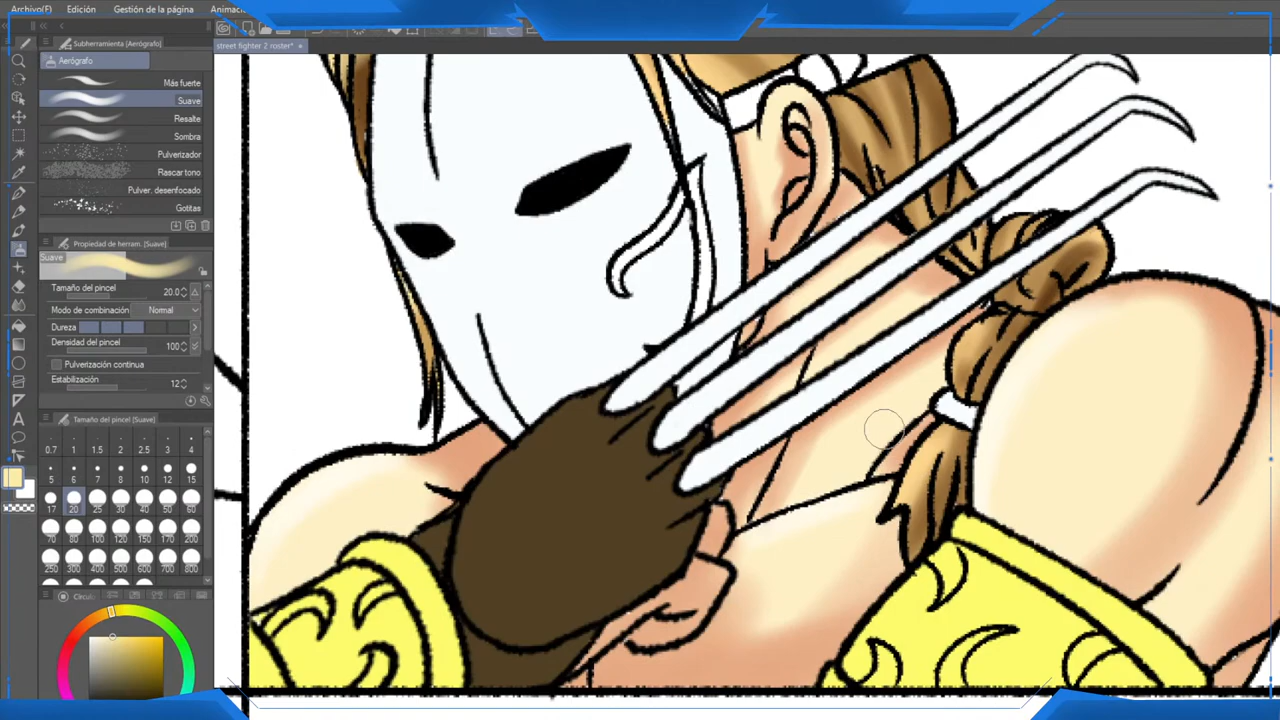 Archivo(F) Edición Gestión de la página Animac
Subherramienta (Aerógrafo)
street fighter 2 roster*
Aerógrafo
Más fuerte
Suave
Resalte
Sombra
Pulverizador
Rascar tono
Pulver. desenfocado
Gotitas
Propiedad de herram. [Suave]
Suave
Tamaño del pincel 20.0
Modo de combinación Normal
Dureza
Densidad del pincel 100
Pulverización continua
Estabilización 12
Tamaño del pincel [Suave]
0.7 1 1.5 2 2.5 3
5 6 7 8 10 12 15
17 20 25 30 40 50 60
70 80 100 120 150 170 200
250 300 400 500 600 700 800
Círcul